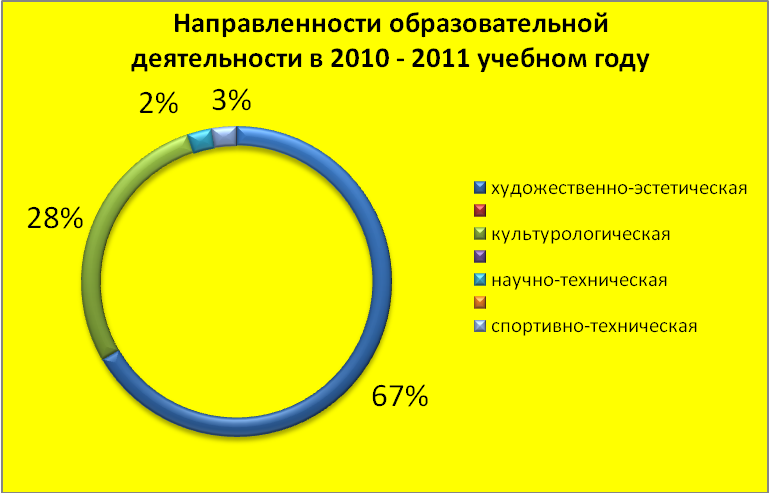 Направленности образовательной
деятельности в 2010 - 2011 учебном году
2%
3%
28%
67%
художественно-эстетическая
культурологическая
научно-техническая
спортивно-техническая